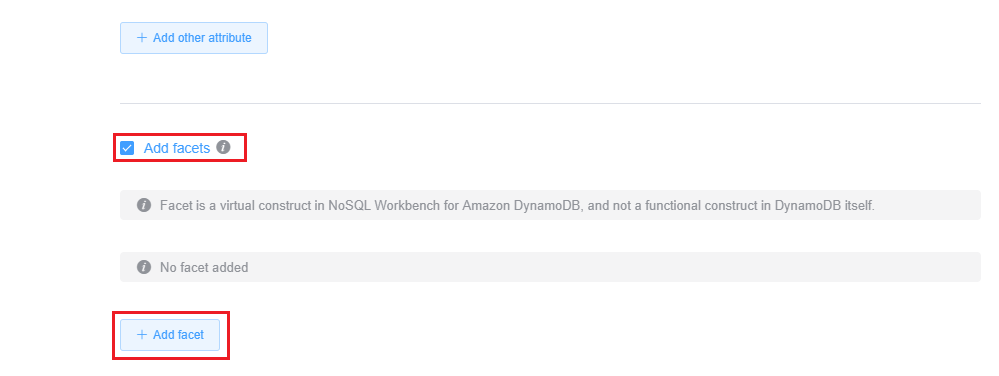 + Add other attribute
Add facets
Facet is a virtual construct in NoSQL Workbench for Amazon DynamoDB, and not a functional construct in DynamoDB itself.
No facet added
+ Add facet